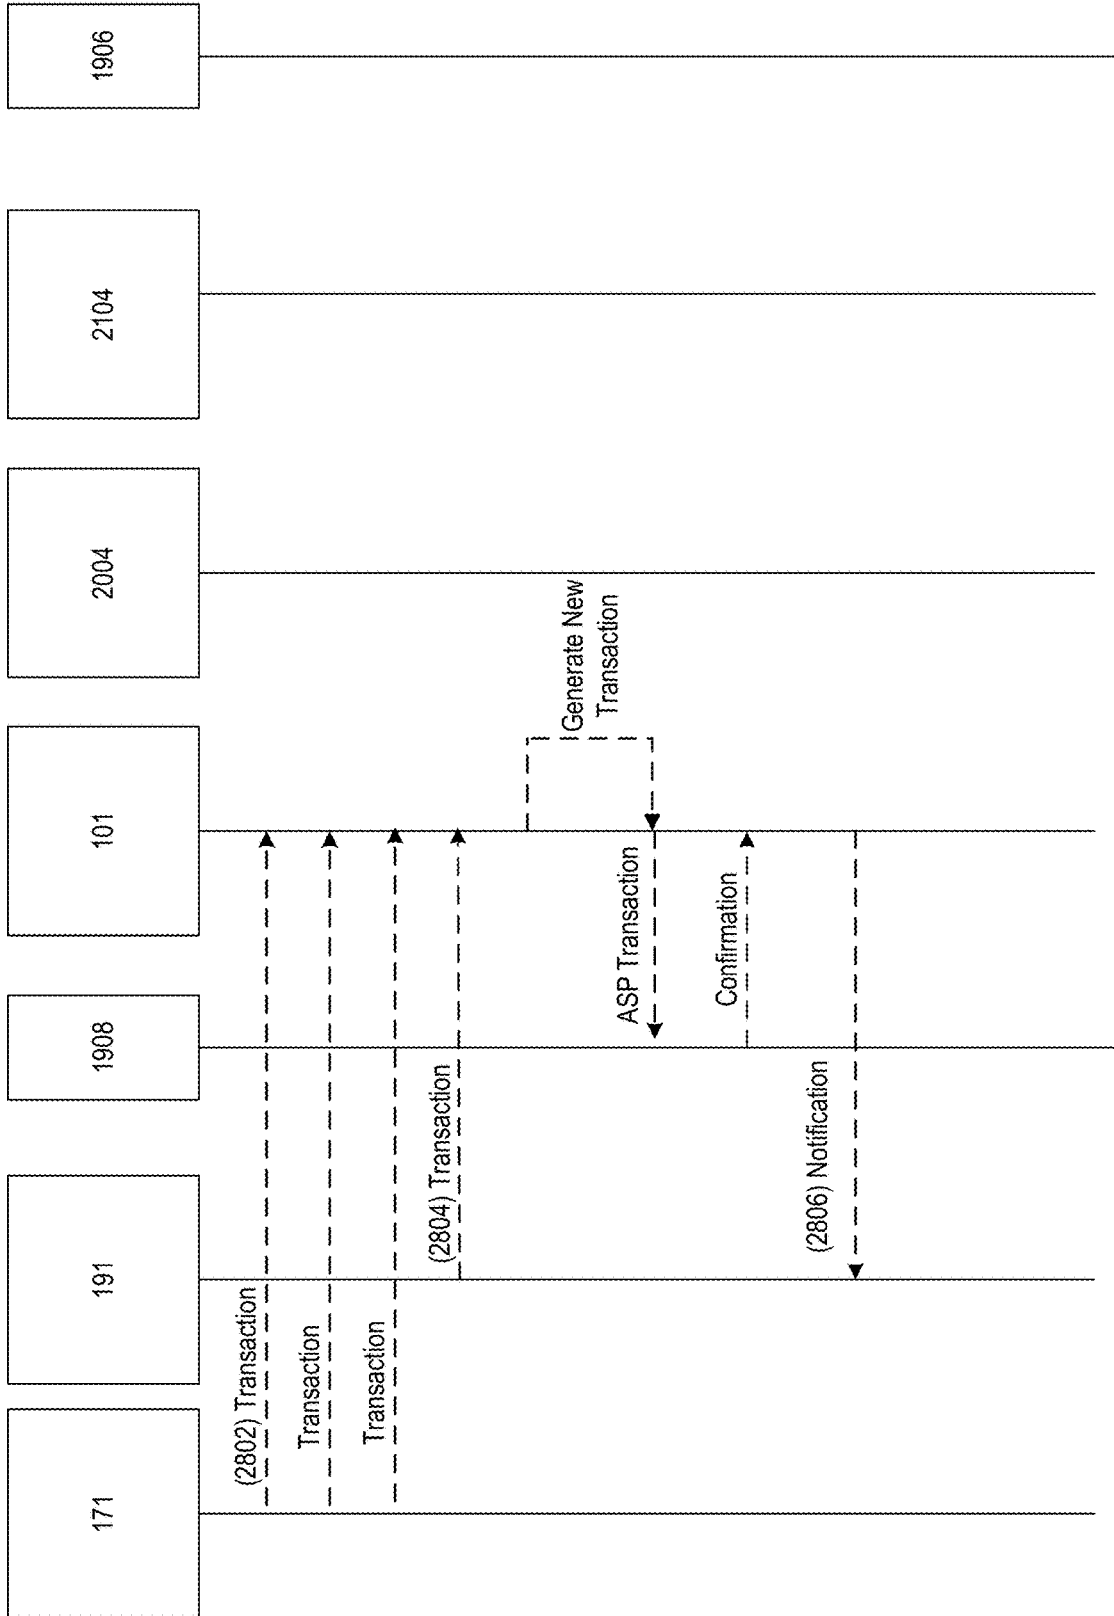 171
191
1908
101
2004
2104
1906
(2802) Transaction
Transaction
Transaction
(2804) Transaction
Generate New
Transaction
ASP Transaction
Confirmation
(2806) Notification